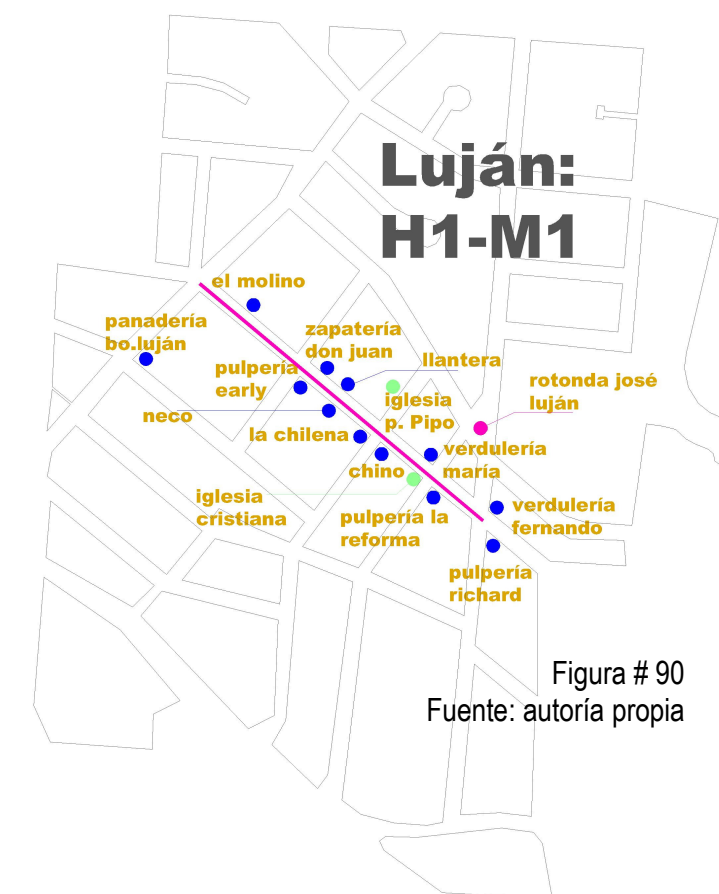 Luján:
H1-M1
el molino
panadería
bo.luján
zapatería
don juan
llantera
pulpería
early
rotonda josé
luján
iglesia
p. Pipo
neco
la chilena
verdulería
maría
chino
iglesia
cristiana
pulpería la
reforma
verdulería
fernando
pulpería
richard
Figura # 90
Fuente: autoría propia